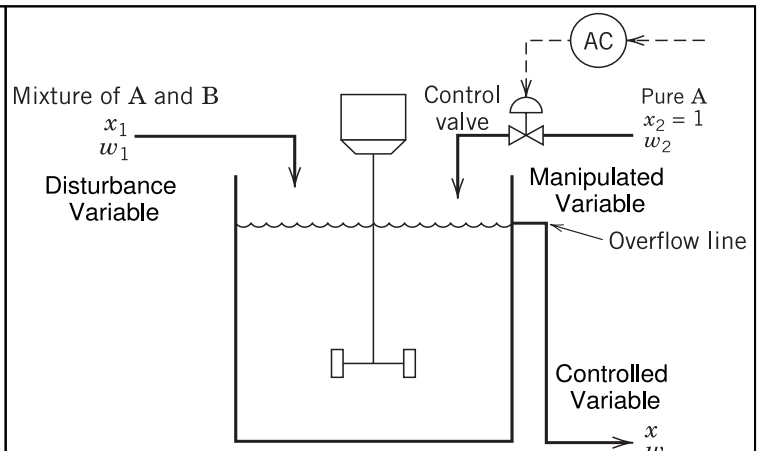 AC
Mixture of A and B
x₁
w₁
Disturbance
Variable
Control
valve
Pure A
x₂ = 1
w₂
Manipulated
Variable
Overflow line
Controlled
Variable
x
w